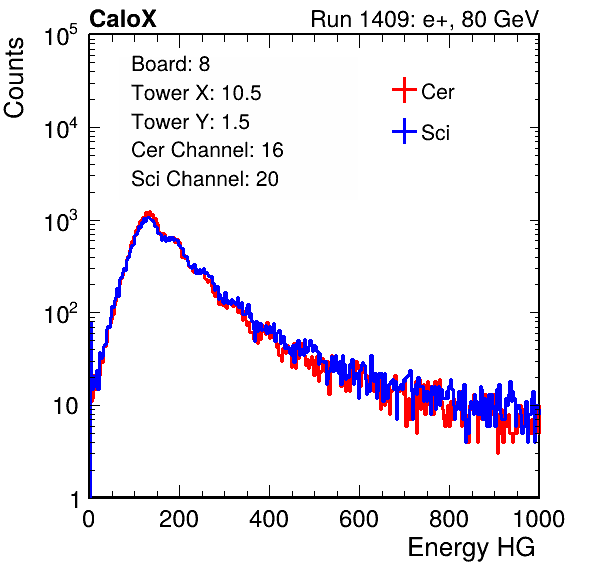 CaloX Run 1409: e+, 80 GeV
Counts
10^5
10^4
10^3
10^2
10
1
Board: 8
Tower X: 10.5
Tower Y: 1.5
Cer Channel: 16
Sci Channel: 20
Cer
Sci
0 200 400 600 800 1000
Energy HG